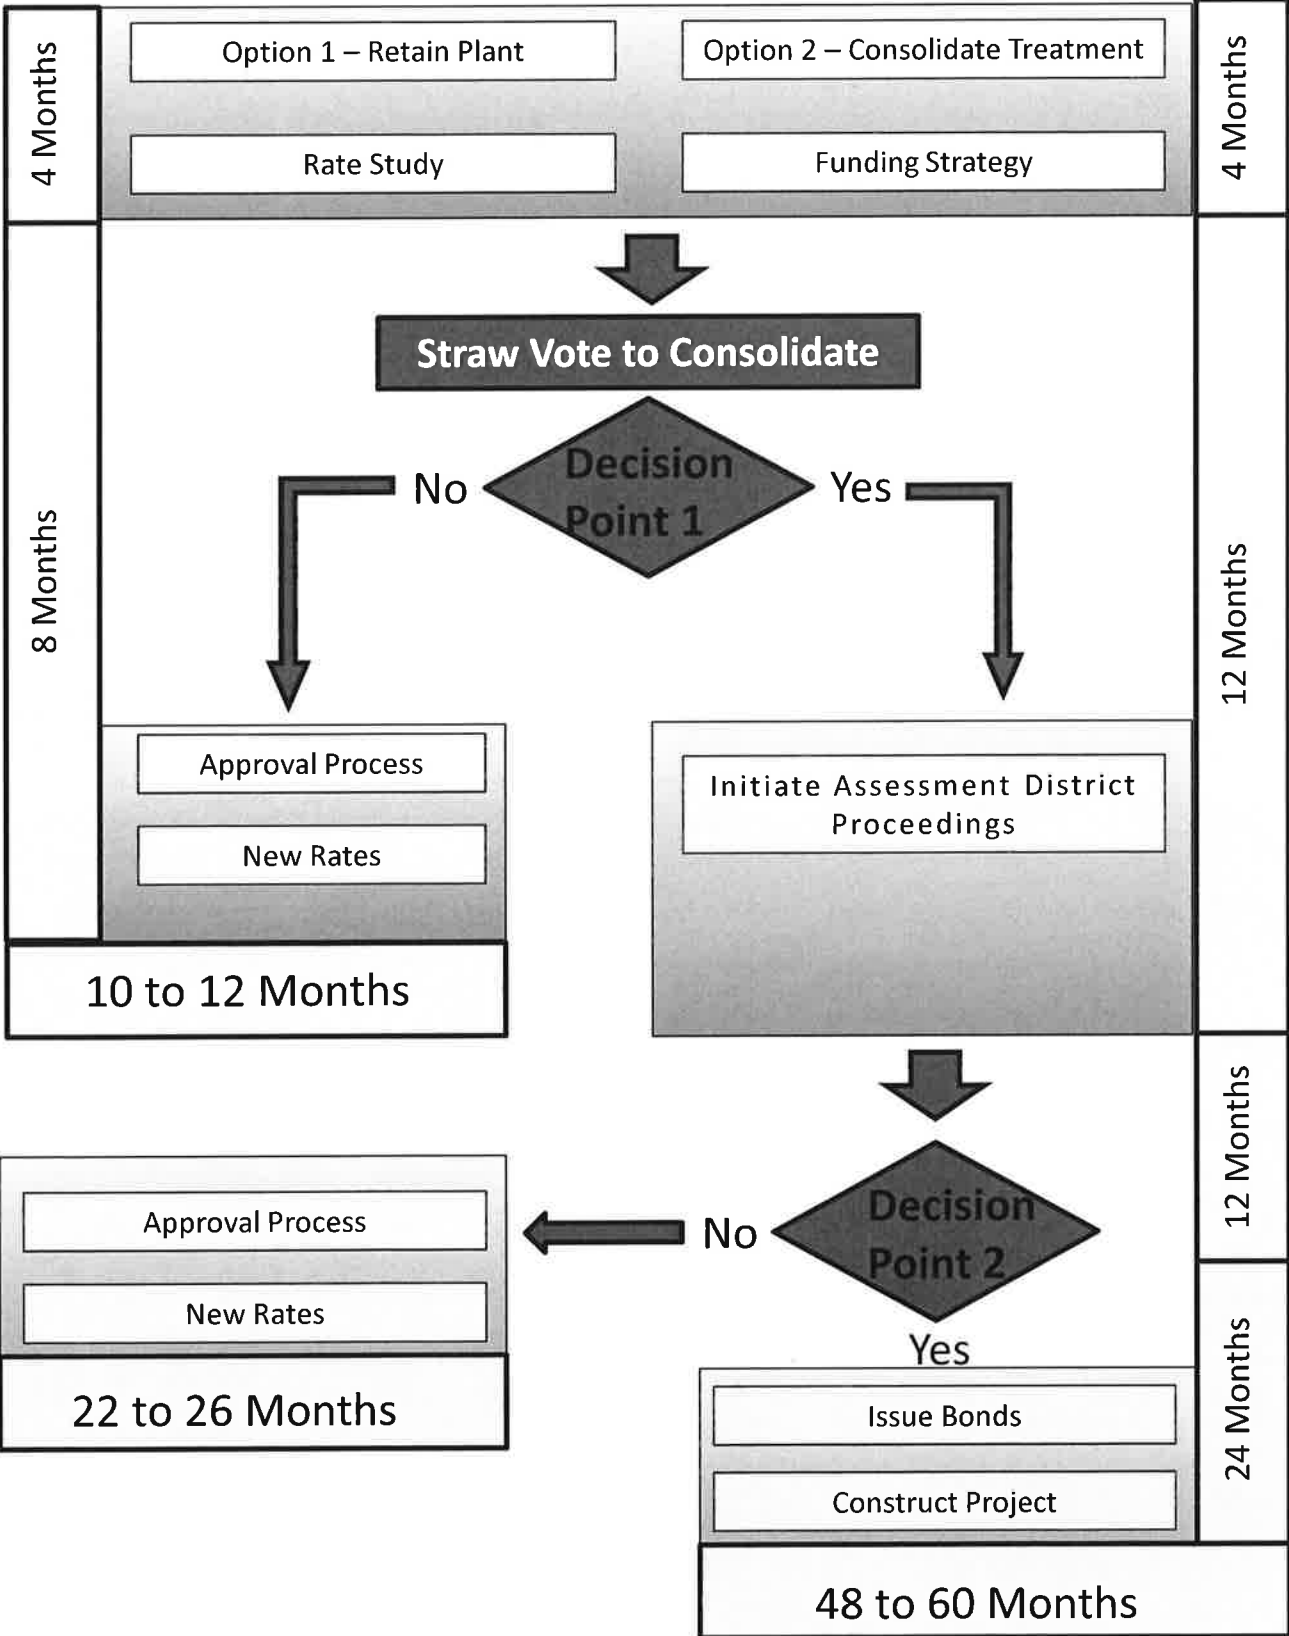 4 Months
Option 1 – Retain Plant
Option 2 – Consolidate Treatment
4 Months
Rate Study
Funding Strategy
Straw Vote to Consolidate
Decision
Point 1
No
Yes
8 Months
12 Months
Approval Process
New Rates
Initiate Assessment District
Proceedings
10 to 12 Months
12 Months
Approval Process
New Rates
No
Decision
Point 2
Yes
22 to 26 Months
24 Months
Issue Bonds
Construct Project
48 to 60 Months